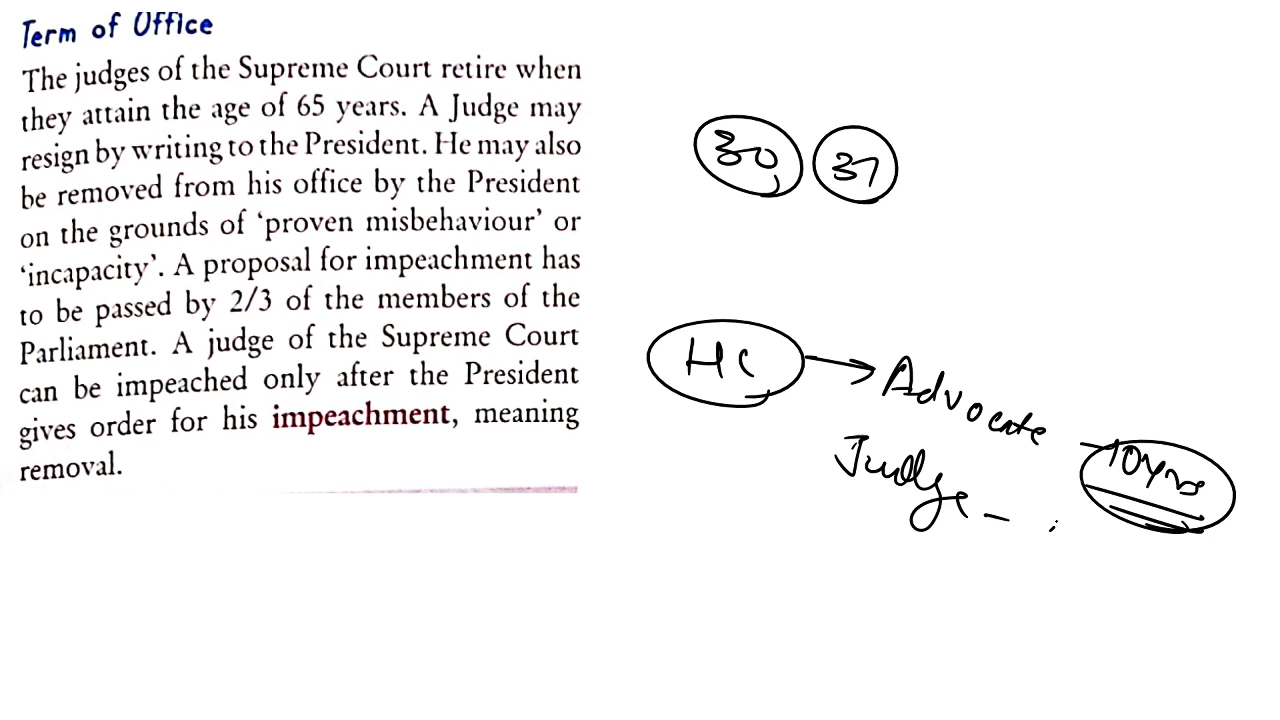 Term of Office
The judges of the Supreme Court retire when
they attain the age of 65 years. A Judge may
resign by writing to the President. He may also
be removed from his office by the President
on the grounds of ‘proven misbehaviour’ or
‘incapacity’. A proposal for impeachment has
to be passed by 2/3 of the members of the
Parliament. A judge of the Supreme Court
can be impeached only after the President
gives order for his impeachment, meaning
removal.
30 31
HC → Advocate - 10yrs
Judge -